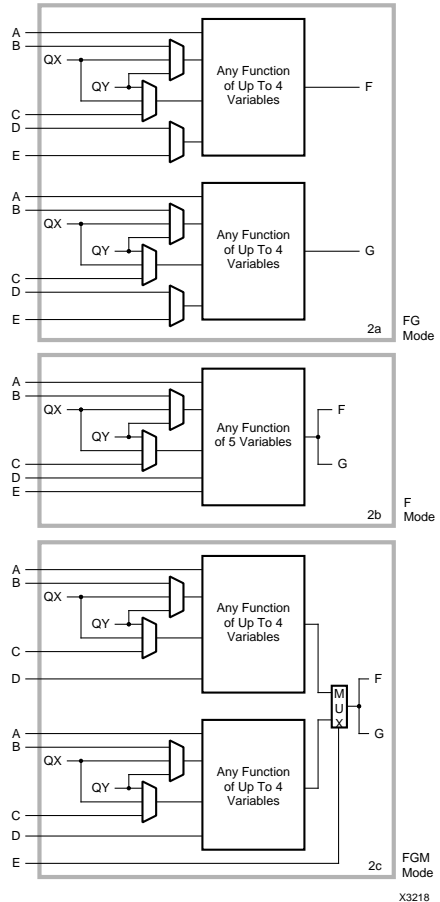 A
B
QX
QY
C
D
E
Any Function
of Up To 4
Variables
F
A
B
QX
QY
C
D
E
Any Function
of Up To 4
Variables
G
2a
FG
Mode
A
B
QX
QY
C
D
E
Any Function
of 5 Variables
F
G
2b
F
Mode
A
B
QX
QY
C
D
Any Function
of Up To 4
Variables
M
U
X
F
G
A
B
QX
QY
C
D
E
Any Function
of Up To 4
Variables
2c
FGM
Mode
X3218